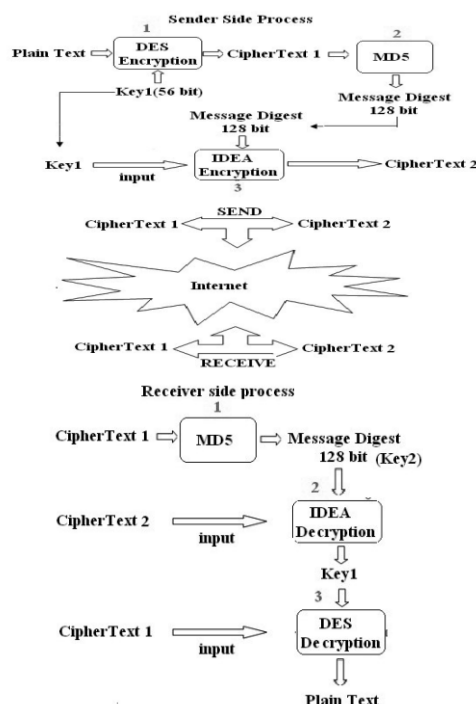 Sender Side Process
1
2
Plain Text
DES
Encryption
CipherText 1
MD5
Key1(56 bit)
Message Digest
128 bit
Message Digest
128 bit
Key1
input
IDEA
Encryption
3
CipherText 2
SEND
CipherText 1
CipherText 2
Internet
CipherText 1
CipherText 2
RECEIVE
Receiver side process
1
CipherText 1
MD5
Message Digest
128 bit (Key2)
2
CipherText 2
input
IDEA
Decryption
Key1
3
CipherText 1
input
DES
Decryption
Plain Text